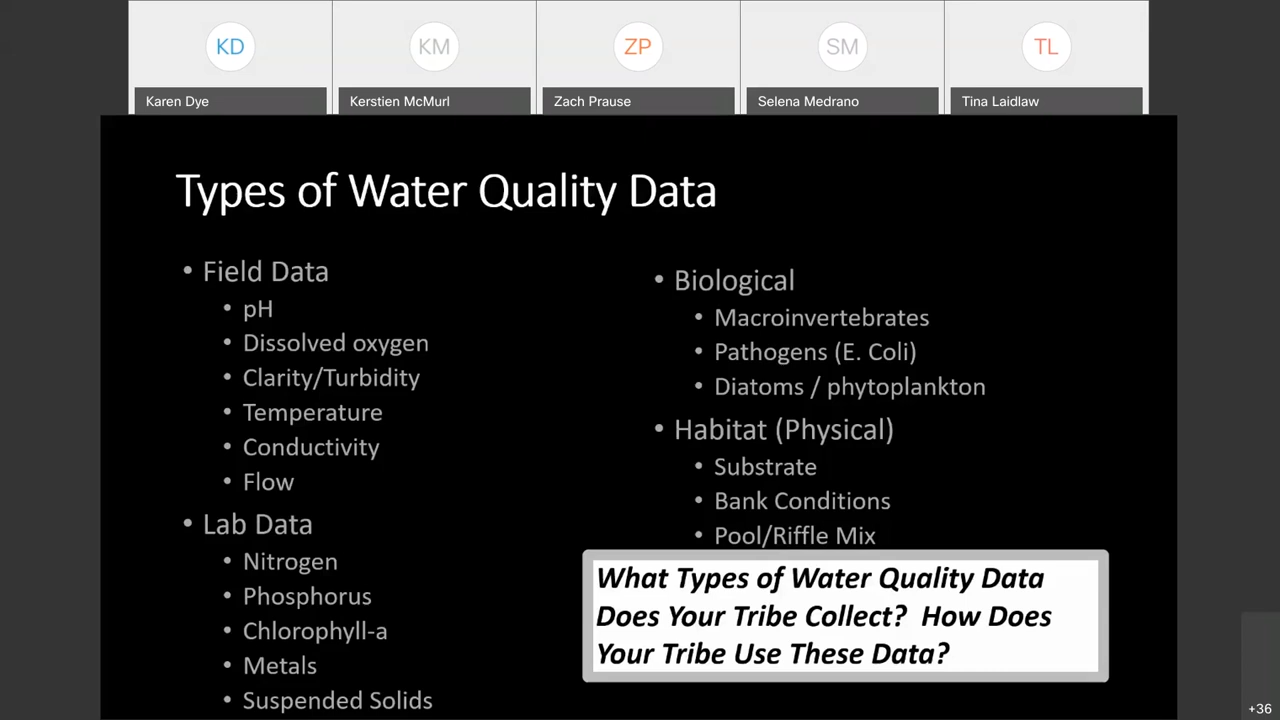 KD
KM
ZP
SM
TL
Karen Dye
Kerstien McMurl
Zach Prause
Selena Medrano
Tina Laidlaw
Types of Water Quality Data
• Field Data
• pH
• Dissolved oxygen
• Clarity/Turbidity
• Temperature
• Conductivity
• Flow
• Lab Data
• Nitrogen
• Phosphorus
• Chlorophyll-a
• Metals
• Suspended Solids
• Biological
• Macroinvertebrates
• Pathogens (E. Coli)
• Diatoms / phytoplankton
• Habitat (Physical)
• Substrate
• Bank Conditions
• Pool/Riffle Mix
What Types of Water Quality Data
Does Your Tribe Collect? How Does
Your Tribe Use These Data?
+36